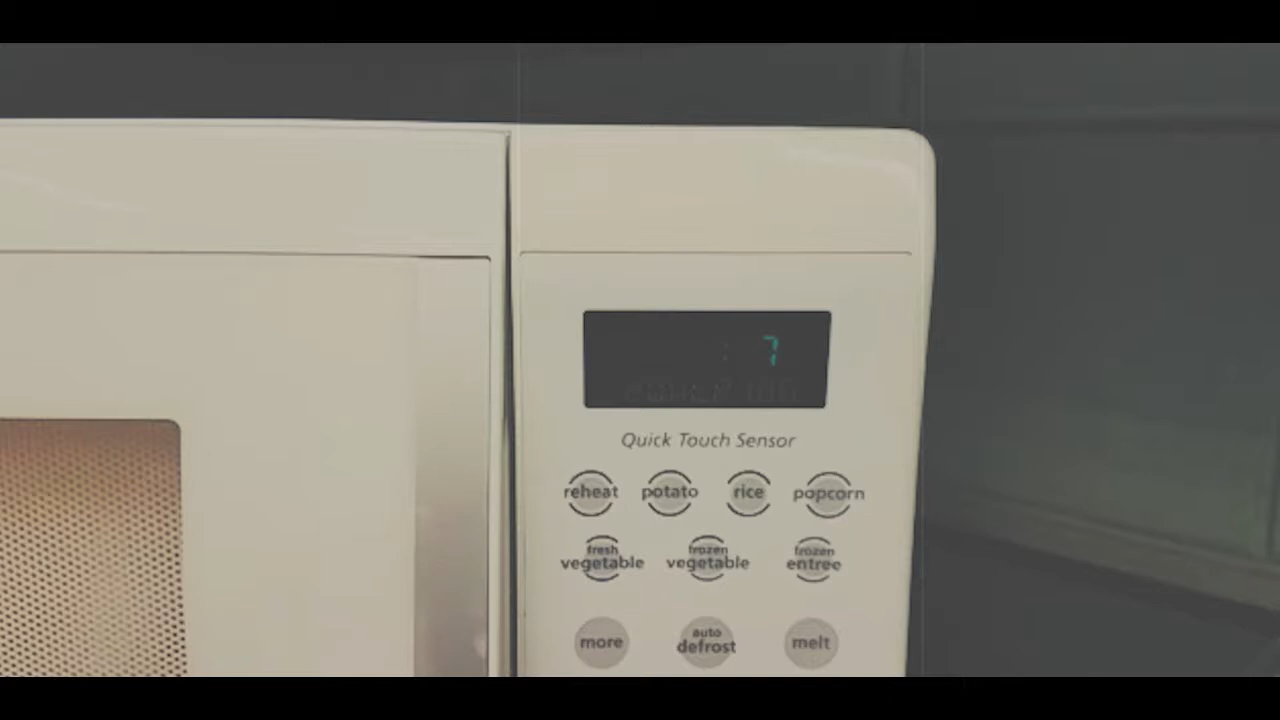 : 7
Quick Touch Sensor
reheat potato rice popcorn
fresh vegetable frozen vegetable frozen entree
more auto defrost melt